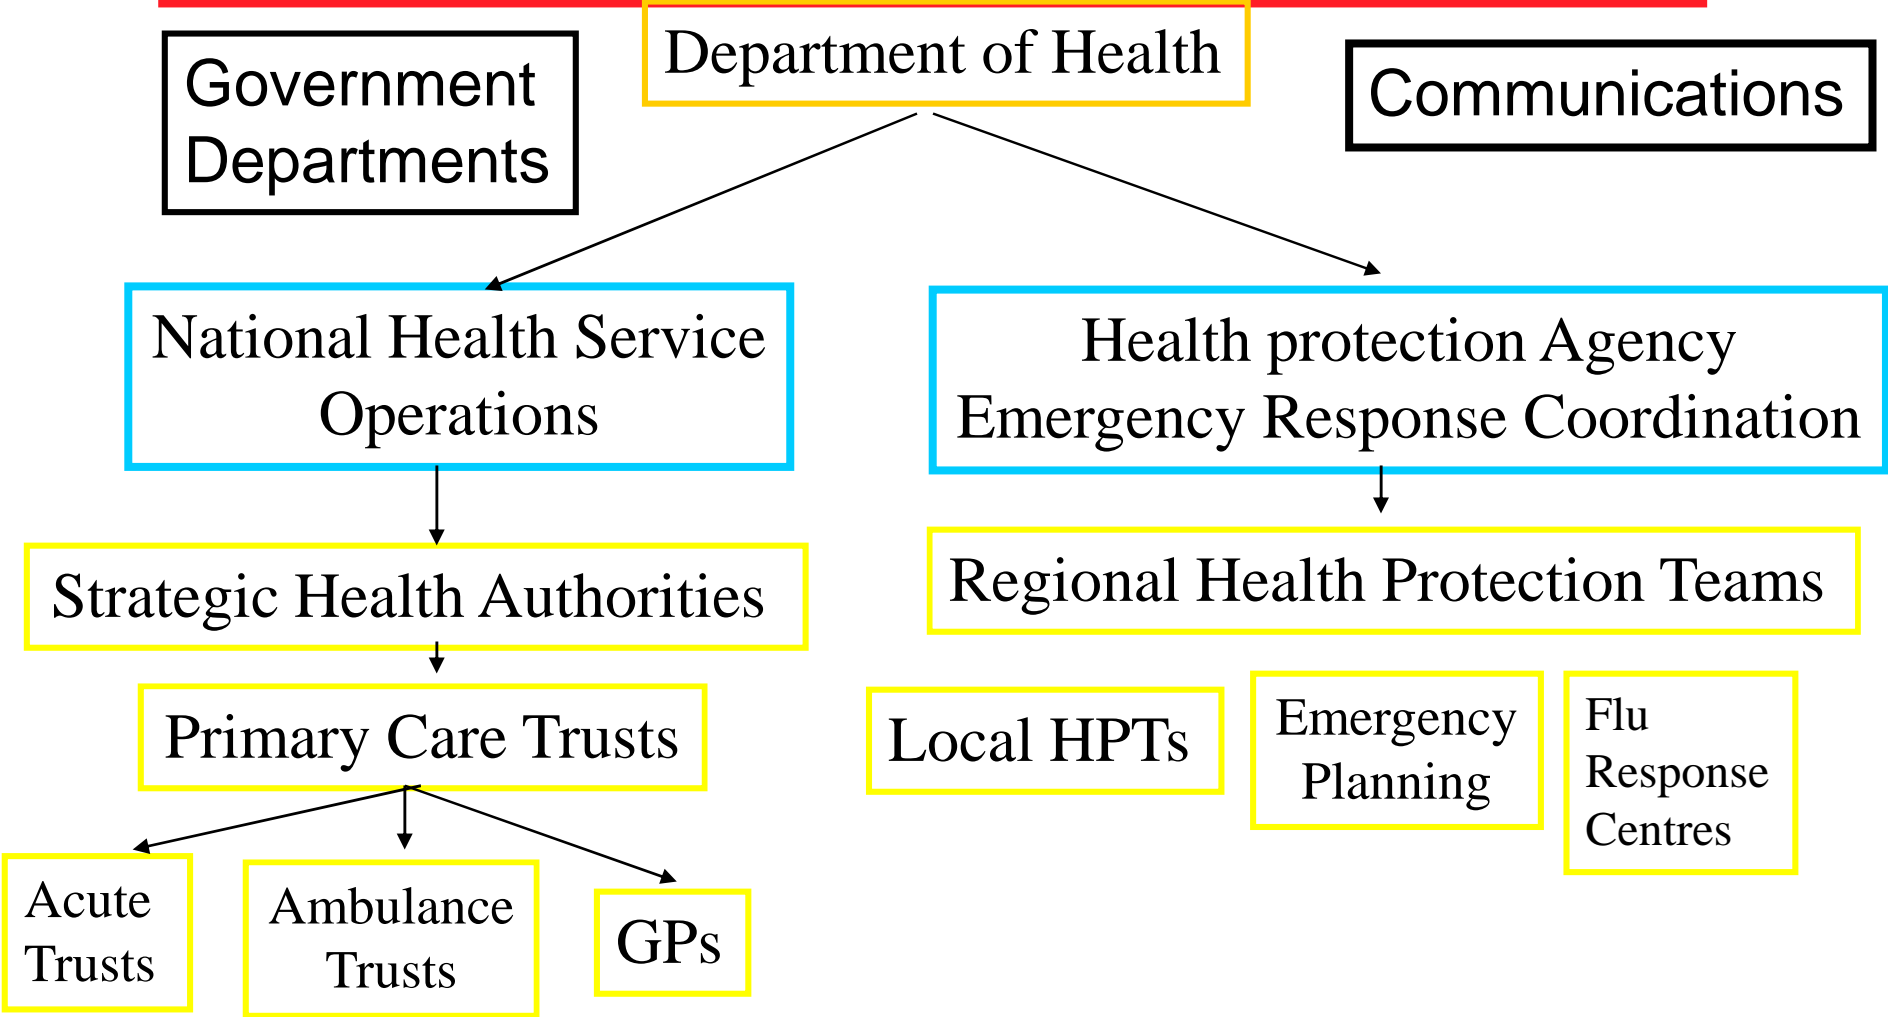 Department of Health
Government
Departments
Communications
National Health Service
Operations
Health protection Agency
Emergency Response Coordination
Strategic Health Authorities
Regional Health Protection Teams
Primary Care Trusts
Local HPTs
Emergency
Planning
Flu
Response
Centres
Acute
Trusts
Ambulance
Trusts
GPs